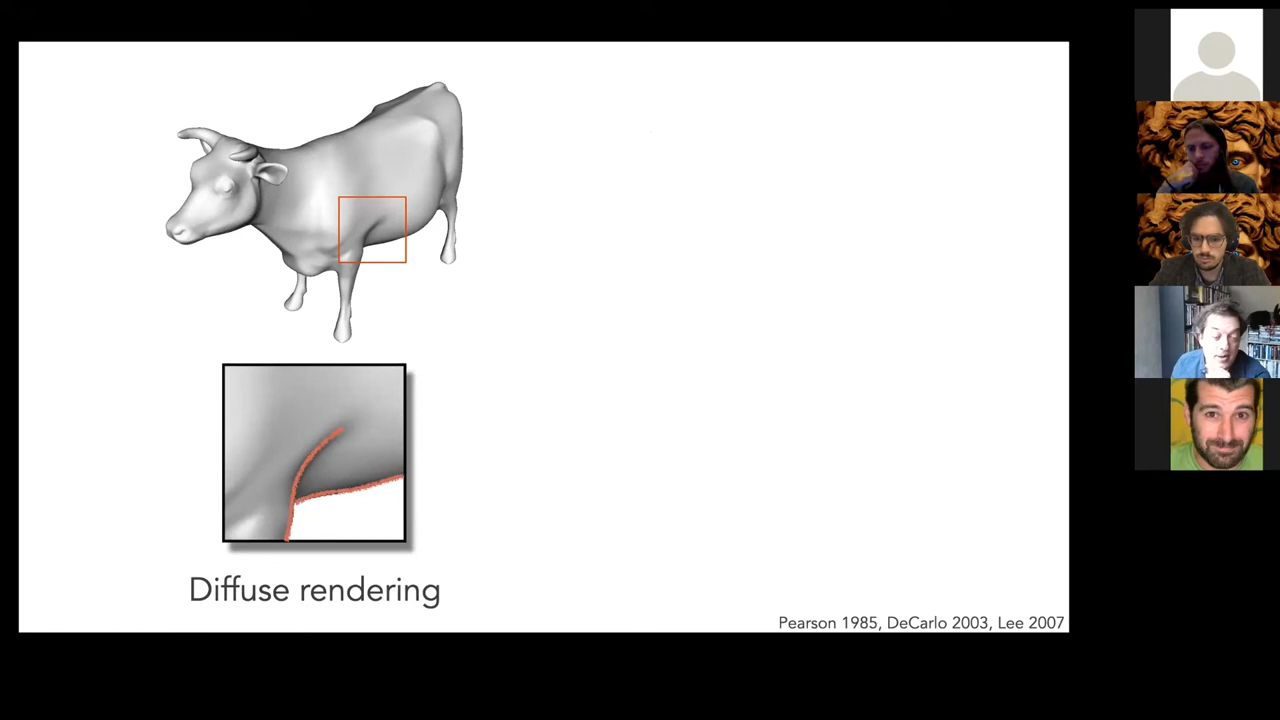 Diffuse rendering
Pearson 1985, DeCarlo 2003, Lee 2007